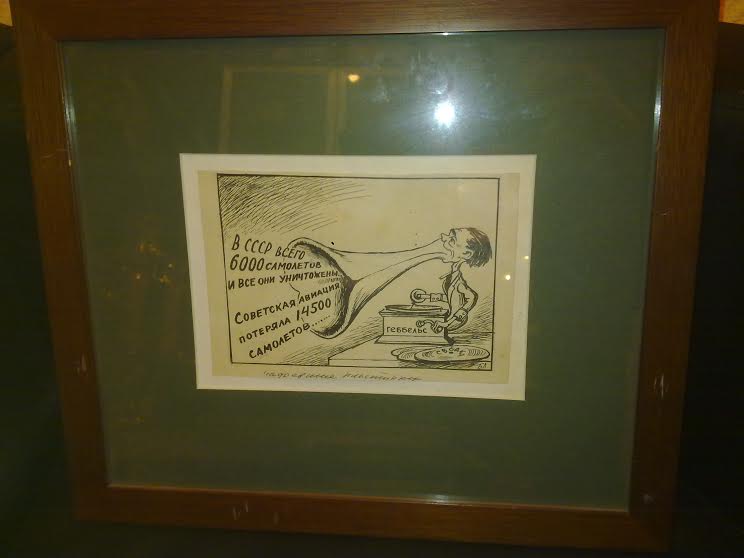 В СССР ВСЕГО
6000 САМОЛЕТОВ
И ВСЕ ОНИ УНИЧТОЖЕНЫ
СОВЕТСКАЯ АВИАЦИЯ
ПОТЕРЯЛА 14500
САМОЛЕТОВ......
ГЕББЕЛЬС